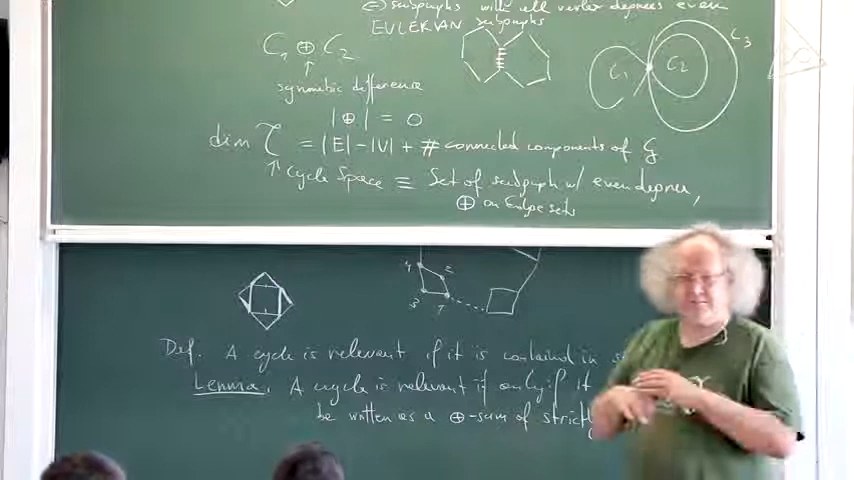 ⇔ subgraphs with all vertex degrees even
EULERIAN subgraphs
C₁ ⊕ C₂
↑
symmetric difference
C₁ C₂ C₃
| ⊕ | = 0
dim C = |E| - |V| + # connected components of G
↑ Cycle Space ≡ Set of subgraph w/ even degree,
⊕ on Edge sets
Def. A cycle is relevant if it is contained in
Lemma. A cycle is relevant if only if it
be written as a ⊕-sum of